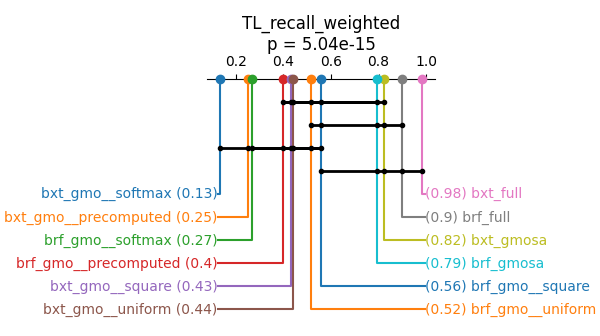 TL_recall_weighted
p = 5.04e-15
0.2 0.4 0.6 0.8 1.0
bxt_gmo__softmax (0.13) (0.98) bxt_full
bxt_gmo__precomputed (0.25) (0.9) brf_full
brf_gmo__softmax (0.27) (0.82) bxt_gmosa
brf_gmo__precomputed (0.4) (0.79) brf_gmosa
bxt_gmo__square (0.43) (0.56) brf_gmo__square
bxt_gmo__uniform (0.44) (0.52) brf_gmo__uniform